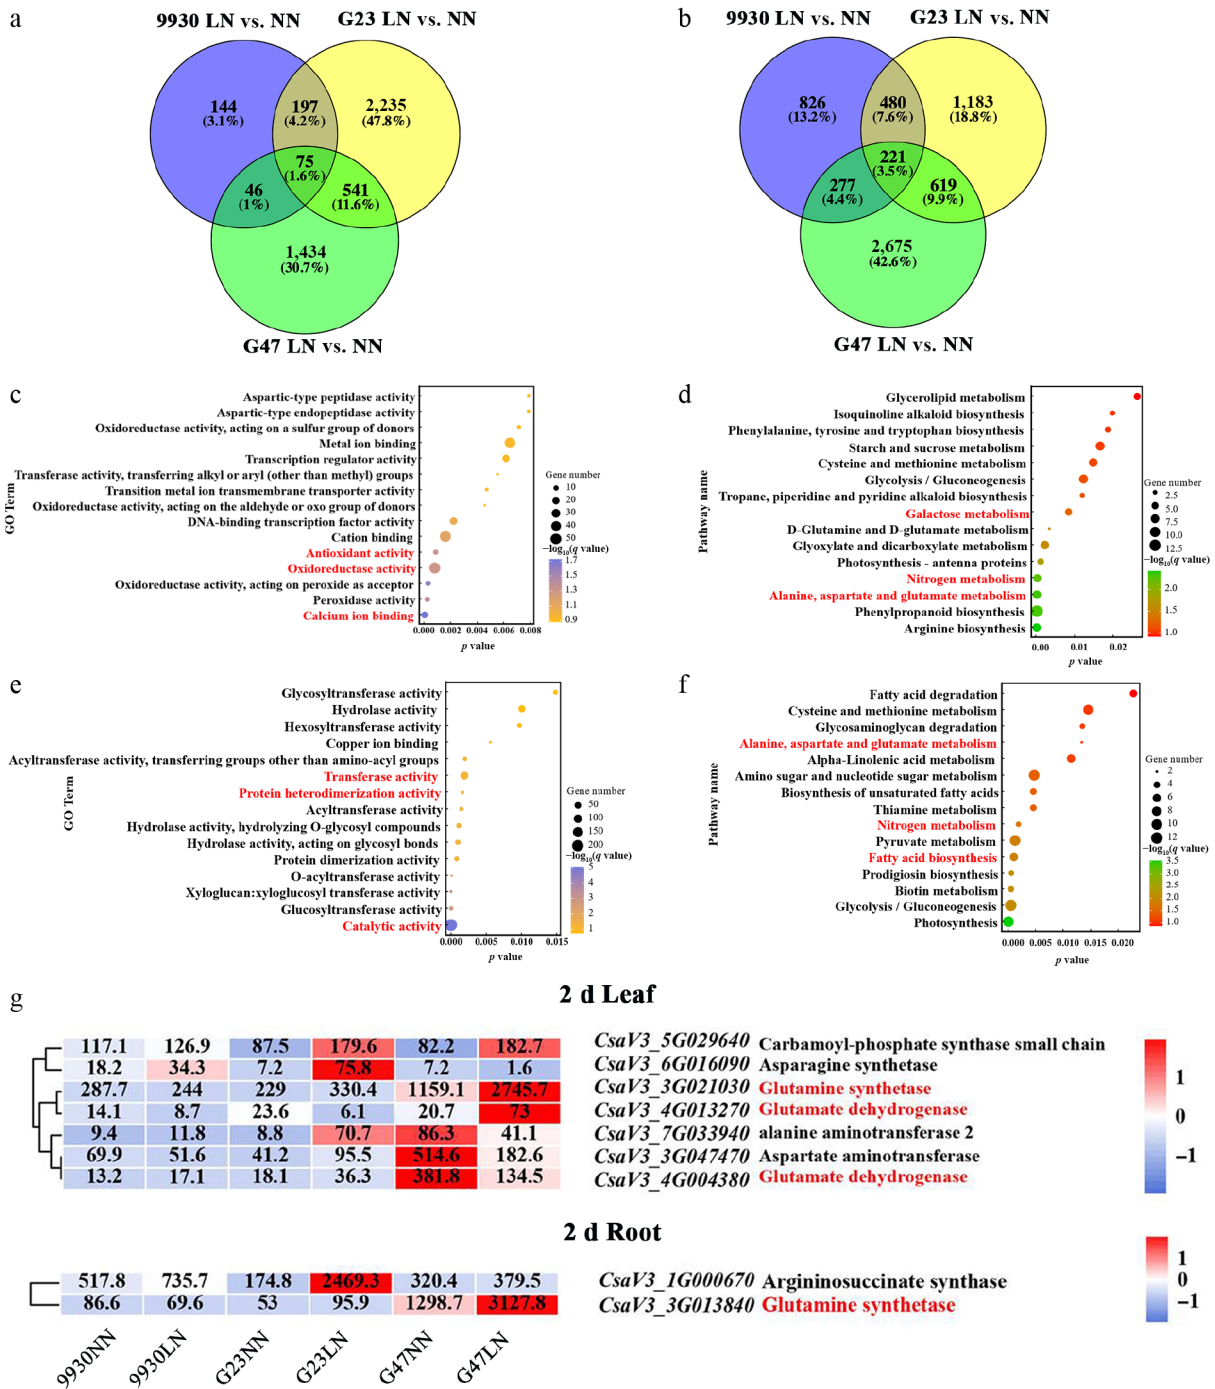 a
9930 LN vs. NN
G23 LN vs. NN
144
(3.1%)
197
(4.2%)
2,235
(47.8%)
75
(1.6%)
46
(1%)
541
(11.6%)
1,434
(30.7%)
G47 LN vs. NN
b
9930 LN vs. NN
G23 LN vs. NN
826
(13.2%)
480
(7.6%)
1,183
(18.8%)
221
(3.5%)
277
(4.4%)
619
(9.9%)
2,675
(42.6%)
G47 LN vs. NN
c
GO Term
Aspartic-type peptidase activity
Aspartic-type endopeptidase activity
Oxidoreductase activity, acting on a sulfur group of donors
Metal ion binding
Transcription regulator activity
Transferase activity, transferring alkyl or aryl (other than methyl) groups
Transition metal ion transmembrane transporter activity
Oxidoreductase activity, acting on the aldehyde or oxo group of donors
DNA-binding transcription factor activity
Cation binding
Antioxidant activity
Oxidoreductase activity
Oxidoreductase activity, acting on peroxide as acceptor
Peroxidase activity
Calcium ion binding
0.000 0.002 0.004 0.006 0.008
p value
Gene number
10
20
30
40
50
−log10(q value)
1.7
1.5
1.3
1.1
0.9
d
Pathway name
Glycerolipid metabolism
Isoquinoline alkaloid biosynthesis
Phenylalanine, tyrosine and tryptophan biosynthesis
Starch and sucrose metabolism
Cysteine and methionine metabolism
Glycolysis / Gluconeogenesis
Tropane, piperidine and pyridine alkaloid biosynthesis
Galactose metabolism
D-Glutamine and D-glutamate metabolism
Glyoxylate and dicarboxylate metabolism
Photosynthesis - antenna proteins
Nitrogen metabolism
Alanine, aspartate and glutamate metabolism
Phenylpropanoid biosynthesis
Arginine biosynthesis
0.00 0.01 0.02
p value
Gene number
2.5
5.0
7.5
10.0
12.5
−log10(q value)
2.0
1.5
1.0
e
GO Term
Glycosyltransferase activity
Hydrolase activity
Hexosyltransferase activity
Copper ion binding
Acyltransferase activity, transferring groups other than amino-acyl groups
Transferase activity
Protein heterodimerization activity
Acyltransferase activity
Hydrolase activity, hydrolyzing O-glycosyl compounds
Hydrolase activity, acting on glycosyl bonds
Protein dimerization activity
O-acyltransferase activity
Xyloglucan:xyloglucosyl transferase activity
Glucosyltransferase activity
Catalytic activity
0.000 0.005 0.010 0.015
p value
Gene number
50
100
150
200
−log10(q value)
5
4
3
2
1
f
Pathway name
Fatty acid degradation
Cysteine and methionine metabolism
Glycosaminoglycan degradation
Alanine, aspartate and glutamate metabolism
Alpha-Linolenic acid metabolism
Amino sugar and nucleotide sugar metabolism
Biosynthesis of unsaturated fatty acids
Thiamine metabolism
Nitrogen metabolism
Pyruvate metabolism
Fatty acid biosynthesis
Prodigiosin biosynthesis
Biotin metabolism
Glycolysis / Gluconeogenesis
Photosynthesis
0.000 0.005 0.010 0.015 0.020
p value
Gene number
2
4
6
8
10
12
−log10(q value)
3.5
3.0
2.5
2.0
1.5
1.0
g
2 d Leaf
117.1 126.9 87.5 179.6 82.2 182.7 CsaV3_5G029640 Carbamoyl-phosphate synthase small chain
18.2 34.3 7.2 75.8 7.2 1.6 CsaV3_6G016090 Asparagine synthetase
287.7 244 229 330.4 1159.1 2745.7 CsaV3_3G021030 Glutamine synthetase
14.1 8.7 23.6 6.1 20.7 73 CsaV3_4G013270 Glutamate dehydrogenase
9.4 11.8 8.8 70.7 86.3 41.1 CsaV3_7G033940 alanine aminotransferase 2
69.9 51.6 41.2 95.5 514.6 182.6 CsaV3_3G047470 Aspartate aminotransferase
13.2 17.1 18.1 36.3 381.8 134.5 CsaV3_4G004380 Glutamate dehydrogenase
1
0
−1
2 d Root
517.8 735.7 174.8 2469.3 320.4 379.5 CsaV3_1G000670 Argininosuccinate synthase
86.6 69.6 53 95.9 1298.7 3127.8 CsaV3_3G013840 Glutamine synthetase
1
0
−1
9930NN 9930LN G23NN G23LN G47NN G47LN